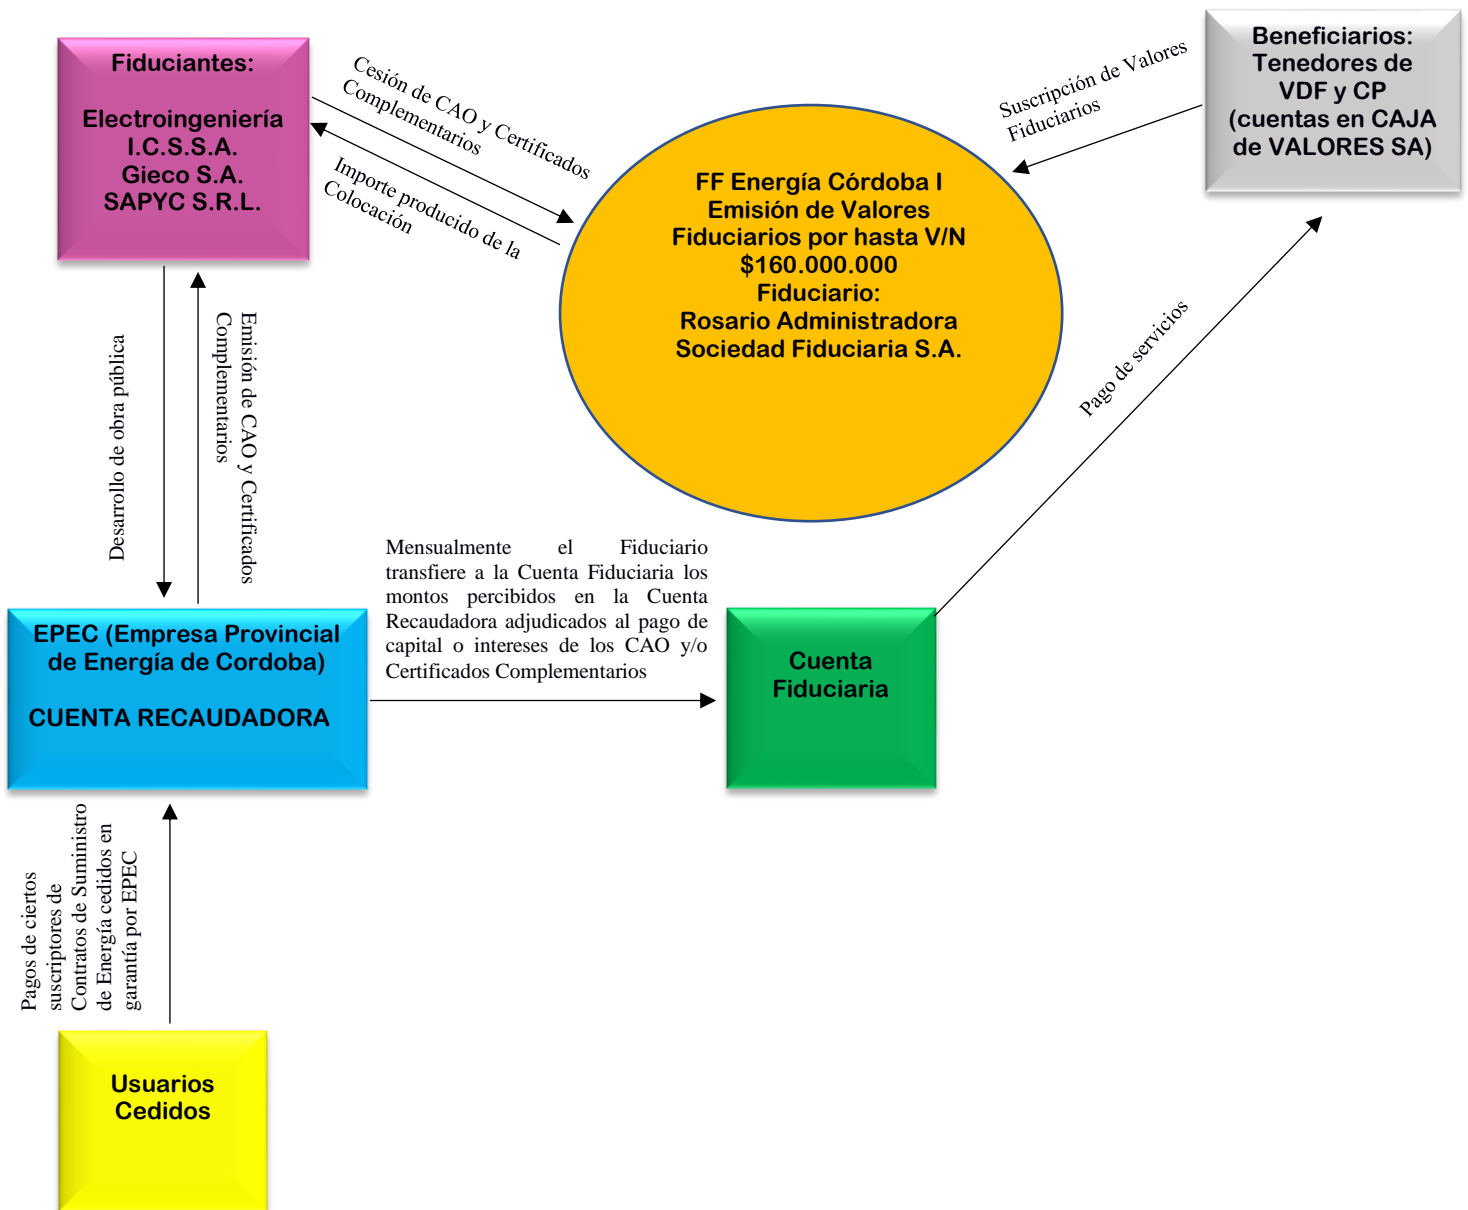 Fiduciantes:
Electroingeniería
I.C.S.S.A.
Gieco S.A.
SAPYC S.R.L.
Cesión de CAO y Certificados
Complementarios
Importe producido de la
Colocación
FF Energía Córdoba I
Emisión de Valores
Fiduciarios por hasta V/N
$160.000.000
Fiduciario:
Rosario Administradora
Sociedad Fiduciaria S.A.
Suscripción de Valores
Fiduciarios
Beneficiarios:
Tenedores de
VDF y CP
(cuentas en CAJA
de VALORES SA)
Desarrollo de obra pública
Emisión de CAO y Certificados
Complementarios
Pago de servicios
Mensualmente el Fiduciario
transfiere a la Cuenta Fiduciaria los
montos percibidos en la Cuenta
Recaudadora adjudicados al pago de
capital o intereses de los CAO y/o
Certificados Complementarios
EPEC (Empresa Provincial
de Energía de Cordoba)
CUENTA RECAUDADORA
Cuenta
Fiduciaria
Pagos de ciertos
suscriptores de
Contratos de Suministro
de Energía cedidos en
garantía por EPEC
Usuarios
Cedidos